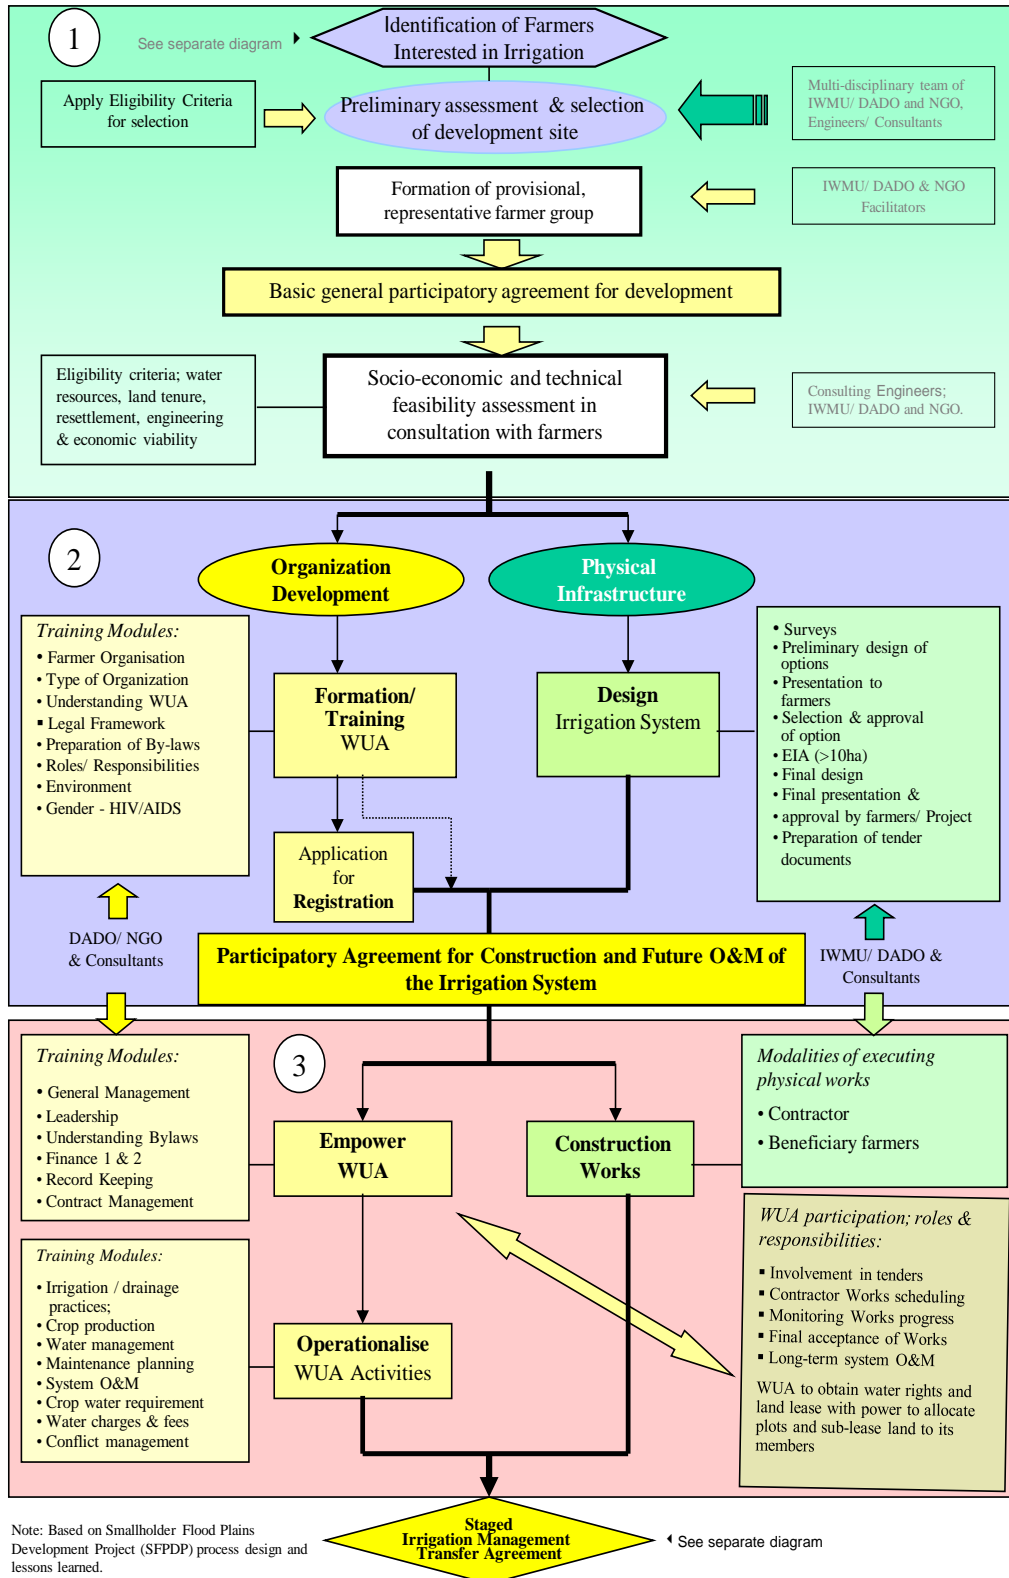 1
See separate diagram
Identification of Farmers
Interested in Irrigation
Apply Eligibility Criteria
for selection
Preliminary assessment & selection
of development site
Multi-disciplinary team of
IWMU/ DADO and NGO,
Engineers/ Consultants
Formation of provisional,
representative farmer group
IWMU/ DADO & NGO
Facilitators
Basic general participatory agreement for development
Eligibility criteria; water
resources, land tenure,
resettlement, engineering
& economic viability
Socio-economic and technical
feasibility assessment in
consultation with farmers
Consulting Engineers;
IWMU/ DADO and NGO.
2
Organization
Development
Physical
Infrastructure
Training Modules:
• Farmer Organisation
• Type of Organization
• Understanding WUA
▪ Legal Framework
• Preparation of By-laws
• Roles/ Responsibilities
• Environment
• Gender - HIV/AIDS
Formation/
Training
WUA
Design
Irrigation System
• Surveys
• Preliminary design of
options
• Presentation to
farmers
• Selection & approval
of option
• EIA (>10ha)
• Final design
• Final presentation &
• approval by farmers/ Project
• Preparation of tender
documents
Application
for
Registration
DADO/ NGO
& Consultants
Participatory Agreement for Construction and Future O&M of
the Irrigation System
IWMU/ DADO &
Consultants
3
Training Modules:
• General Management
• Leadership
• Understanding Bylaws
• Finance 1 & 2
• Record Keeping
• Contract Management
Empower
WUA
Construction
Works
Modalities of executing
physical works
• Contractor
• Beneficiary farmers
WUA participation; roles &
responsibilities:
▪ Involvement in tenders
▪ Contractor Works scheduling
▪ Monitoring Works progress
▪ Final acceptance of Works
▪ Long-term system O&M
WUA to obtain water rights and
land lease with power to allocate
plots and sub-lease land to its
members
Training Modules:
• Irrigation / drainage
practices;
• Crop production
• Water management
• Maintenance planning
• System O&M
• Crop water requirement
• Water charges & fees
• Conflict management
Operationalise
WUA Activities
Staged
Irrigation Management
Transfer Agreement
See separate diagram
Note: Based on Smallholder Flood Plains
Development Project (SFPDP) process design and
lessons learned.